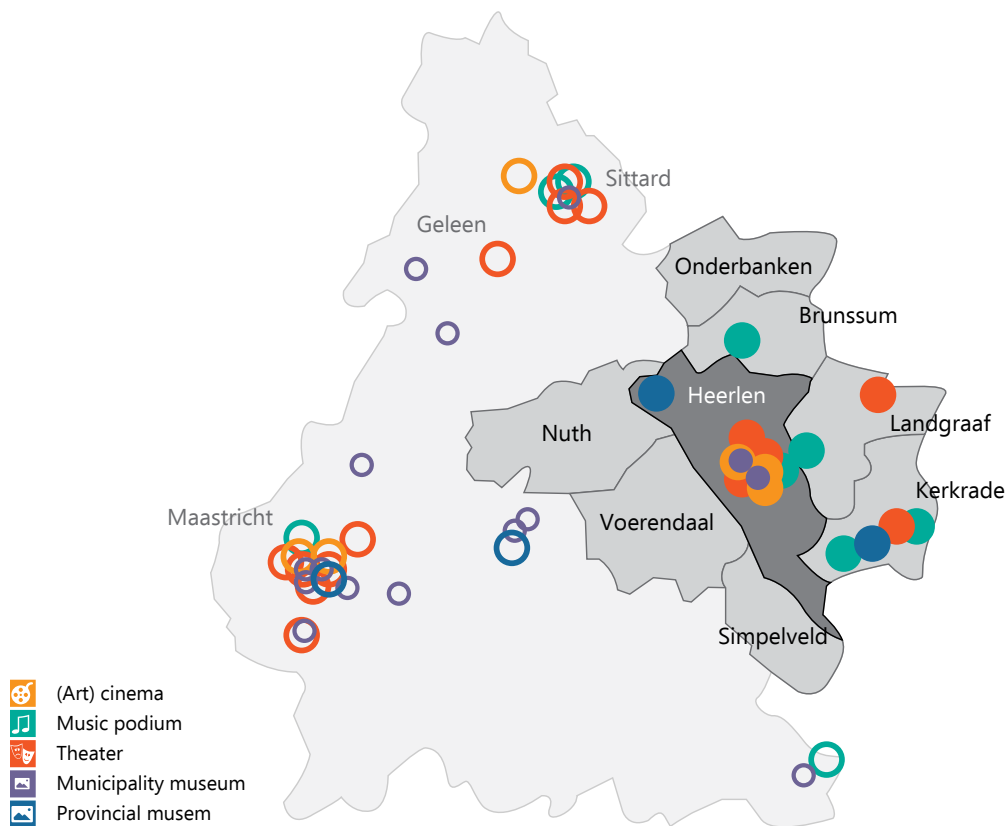 Sittard
Geleen
Onderbanken
Brunssum
Heerlen
Landgraaf
Nuth
Kerkrade
Voerendaal
Maastricht
Simpelveld
(Art) cinema
Music podium
Theater
Municipality museum
Provincial musem